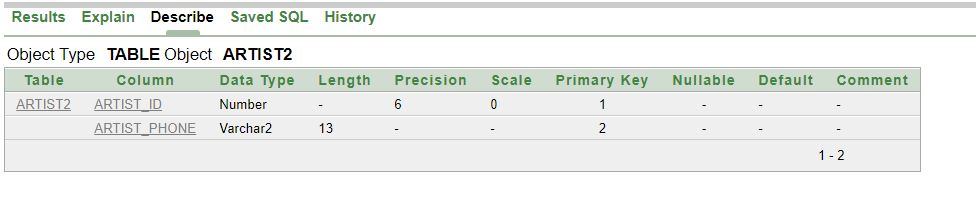 Results Explain Describe Saved SQL History
Object Type TABLE Object ARTIST2
Table Column Data Type Length Precision Scale Primary Key Nullable Default Comment
ARTIST2 ARTIST_ID Number - 6 0 1 - - -
ARTIST_PHONE Varchar2 13 - - 2 - - -
1 - 2